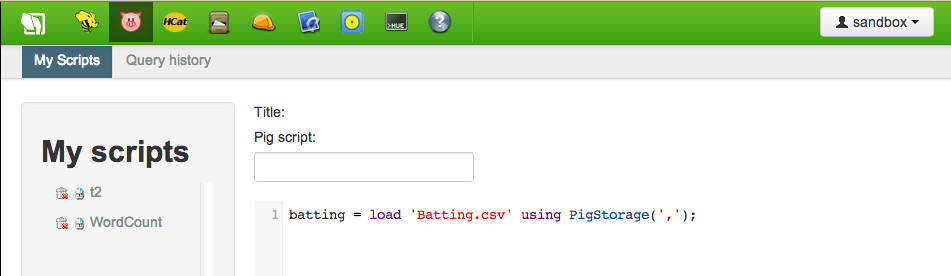 HCat
>HUE
?
sandbox
My Scripts
Query history
My scripts
t2
WordCount
Title:
Pig script:
1 batting = load 'Batting.csv' using PigStorage(',');